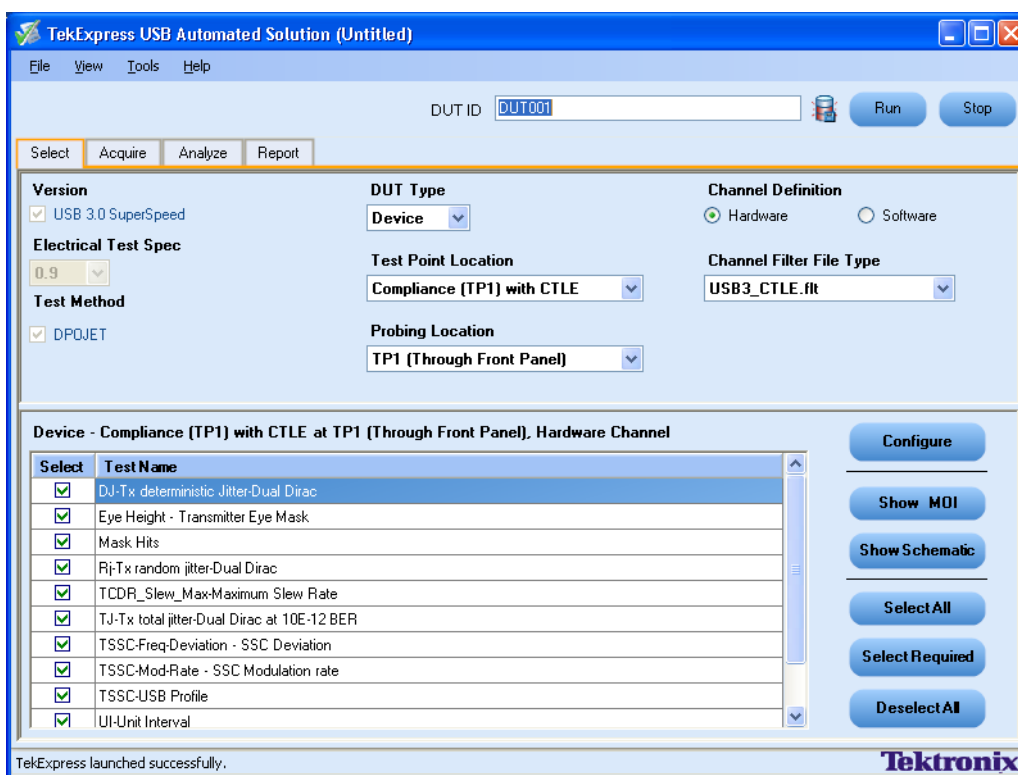 TekExpress USB Automated Solution (Untitled)
File View Tools Help
DUT ID DUT001 Run Stop
Select Acquire Analyze Report
Version DUT Type Channel Definition
USB 3.0 SuperSpeed Device Hardware Software
Electrical Test Spec
0.9
Test Point Location Channel Filter File Type
Compliance (TP1) with CTLE USB3_CTLE.flt
Test Method
DPOJET
Probing Location
TP1 (Through Front Panel)
Device - Compliance (TP1) with CTLE at TP1 (Through Front Panel), Hardware Channel
Select Test Name
DJ-Tx deterministic Jitter-Dual Dirac
Eye Height - Transmitter Eye Mask
Mask Hits
Rj-Tx random jitter-Dual Dirac
TCDR_Slew_Max-Maximum Slew Rate
TJ-Tx total jitter-Dual Dirac at 10E-12 BER
TSSC-Freq-Deviation - SSC Deviation
TSSC-Mod-Rate - SSC Modulation rate
TSSC-USB Profile
UI-Unit Interval
Configure
Show MOI
Show Schematic
Select All
Select Required
Deselect All
TekExpress launched successfully.
Tektronix